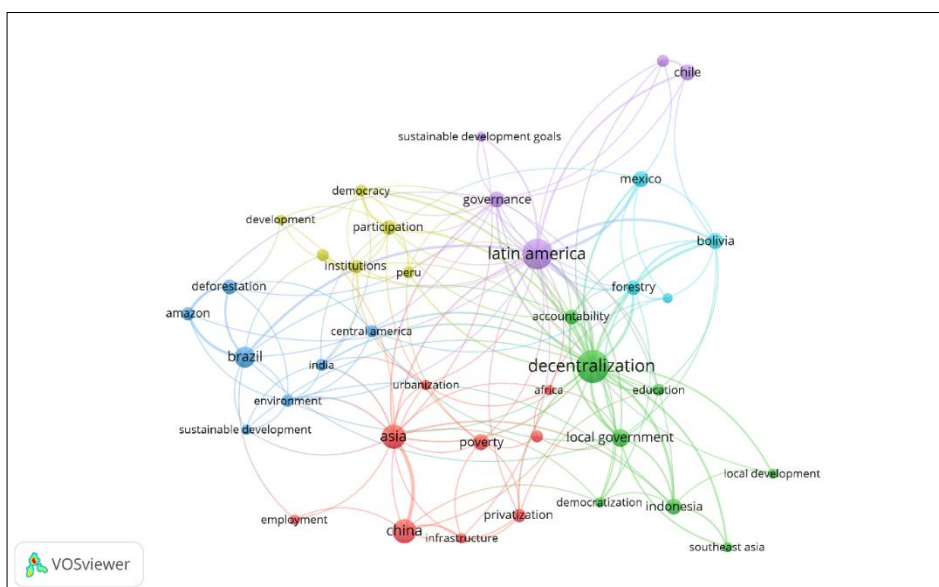 chile
sustainable development goals
mexico
democracy
governance
development
participation
bolivia
latin america
institutions
peru
deforestation
forestry
amazon
accountability
central america
brazil
india
decentralization
urbanization
africa
education
environment
sustainable development
asia
poverty
local government
local development
democratization
indonesia
employment
privatization
china
infrastructure
southeast asia
VOSviewer